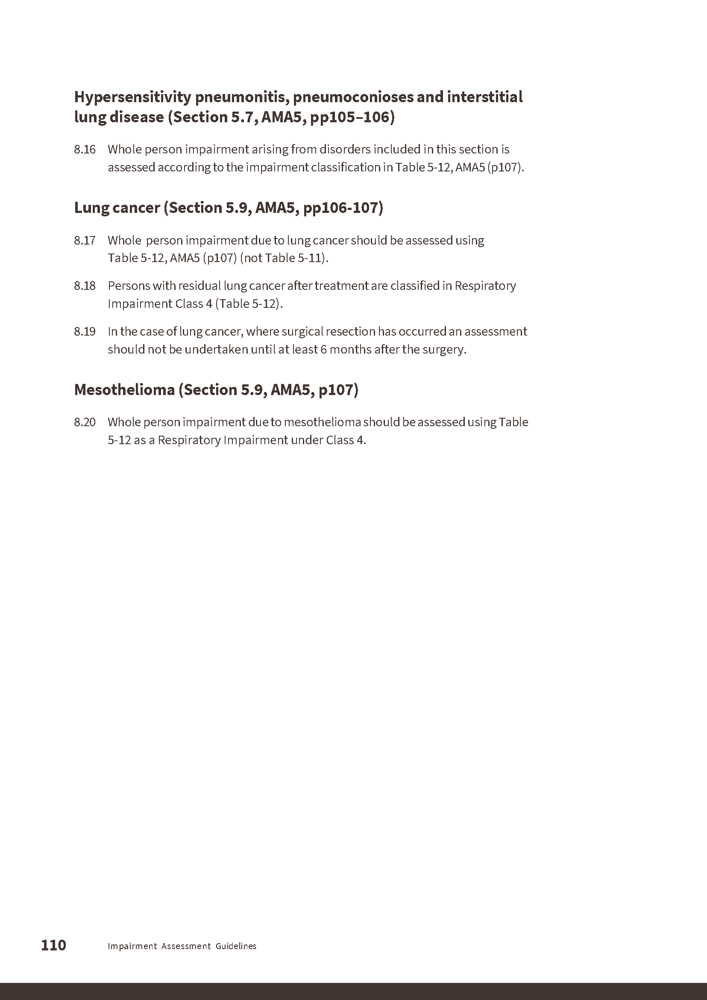 Hypersensitivity pneumonitis, pneumoconioses and interstitial
lung disease (Section 5.7, AMA5, pp105–106)
8.16 Whole person impairment arising from disorders included in this section is
assessed according to the impairment classification in Table 5-12, AMA5 (p107).
Lung cancer (Section 5.9, AMA5, pp106-107)
8.17 Whole person impairment due to lung cancer should be assessed using
Table 5-12, AMA5 (p107) (not Table 5-11).
8.18 Persons with residual lung cancer after treatment are classified in Respiratory
Impairment Class 4 (Table 5-12).
8.19 In the case of lung cancer, where surgical resection has occurred an assessment
should not be undertaken until at least 6 months after the surgery.
Mesothelioma (Section 5.9, AMA5, p107)
8.20 Whole person impairment due to mesothelioma should be assessed using Table
5-12 as a Respiratory Impairment under Class 4.
110 Impairment Assessment Guidelines